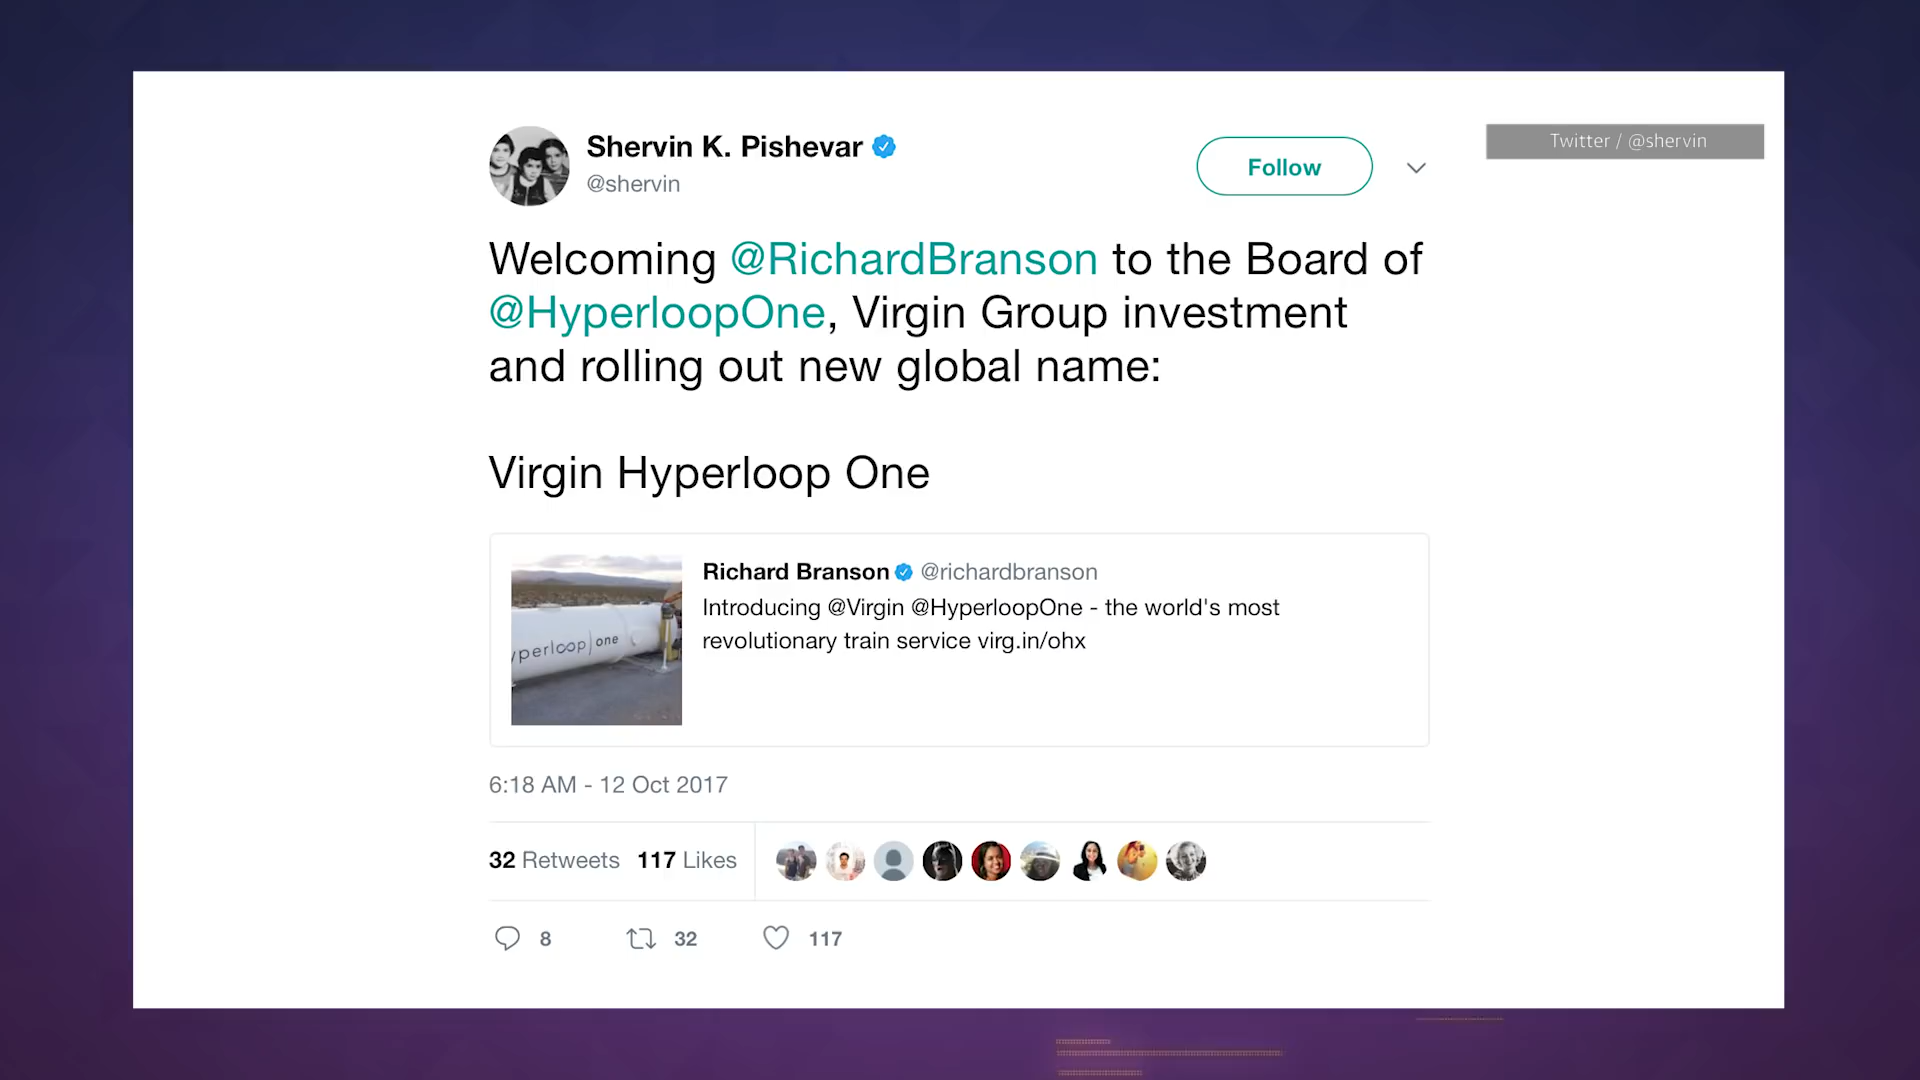 Shervin K. Pishevar
@shervin
Follow
Twitter / @shervin
Welcoming @RichardBranson to the Board of
@HyperloopOne, Virgin Group investment
and rolling out new global name:
Virgin Hyperloop One
yperloop one
Richard Branson @richardbranson
Introducing @Virgin @HyperloopOne - the world's most
revolutionary train service virg.in/ohx
6:18 AM - 12 Oct 2017
32 Retweets 117 Likes
8 32 117